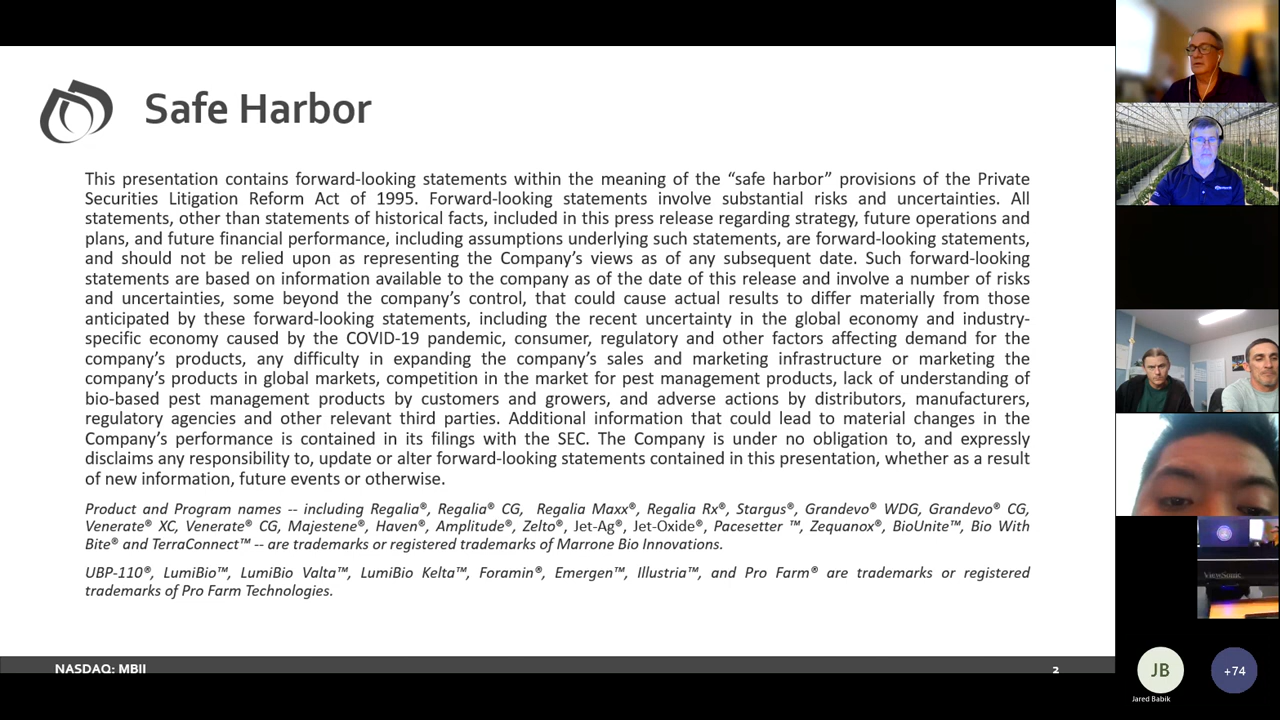 Safe Harbor
This presentation contains forward-looking statements within the meaning of the “safe harbor” provisions of the Private
Securities Litigation Reform Act of 1995. Forward-looking statements involve substantial risks and uncertainties. All
statements, other than statements of historical facts, included in this press release regarding strategy, future operations and
plans, and future financial performance, including assumptions underlying such statements, are forward-looking statements,
and should not be relied upon as representing the Company’s views as of any subsequent date. Such forward-looking
statements are based on information available to the company as of the date of this release and involve a number of risks
and uncertainties, some beyond the company’s control, that could cause actual results to differ materially from those
anticipated by these forward-looking statements, including the recent uncertainty in the global economy and industry-
specific economy caused by the COVID-19 pandemic, consumer, regulatory and other factors affecting demand for the
company’s products, any difficulty in expanding the company’s sales and marketing infrastructure or marketing the
company’s products in global markets, competition in the market for pest management products, lack of understanding of
bio-based pest management products by customers and growers, and adverse actions by distributors, manufacturers,
regulatory agencies and other relevant third parties. Additional information that could lead to material changes in the
Company’s performance is contained in its filings with the SEC. The Company is under no obligation to, and expressly
disclaims any responsibility to, update or alter forward-looking statements contained in this presentation, whether as a result
of new information, future events or otherwise.
Product and Program names -- including Regalia®, Regalia® CG, Regalia Maxx®, Regalia Rx®, Stargus®, Grandevo® WDG, Grandevo® CG,
Venerate® XC, Venerate® CG, Majestene®, Haven®, Amplitude®, Zelto®, Jet-Ag®, Jet-Oxide®, Pacesetter ™, Zequanox®, BioUnite™, Bio With
Bite® and TerraConnect™ -- are trademarks or registered trademarks of Marrone Bio Innovations.
UBP-110®, LumiBio™, LumiBio Valta™, LumiBio Kelta™, Foramin®, Emergen™, Illustria™, and Pro Farm® are trademarks or registered
trademarks of Pro Farm Technologies.
NASDAQ: MBII
2
ViewSonic
JB
+74
Jared Babik